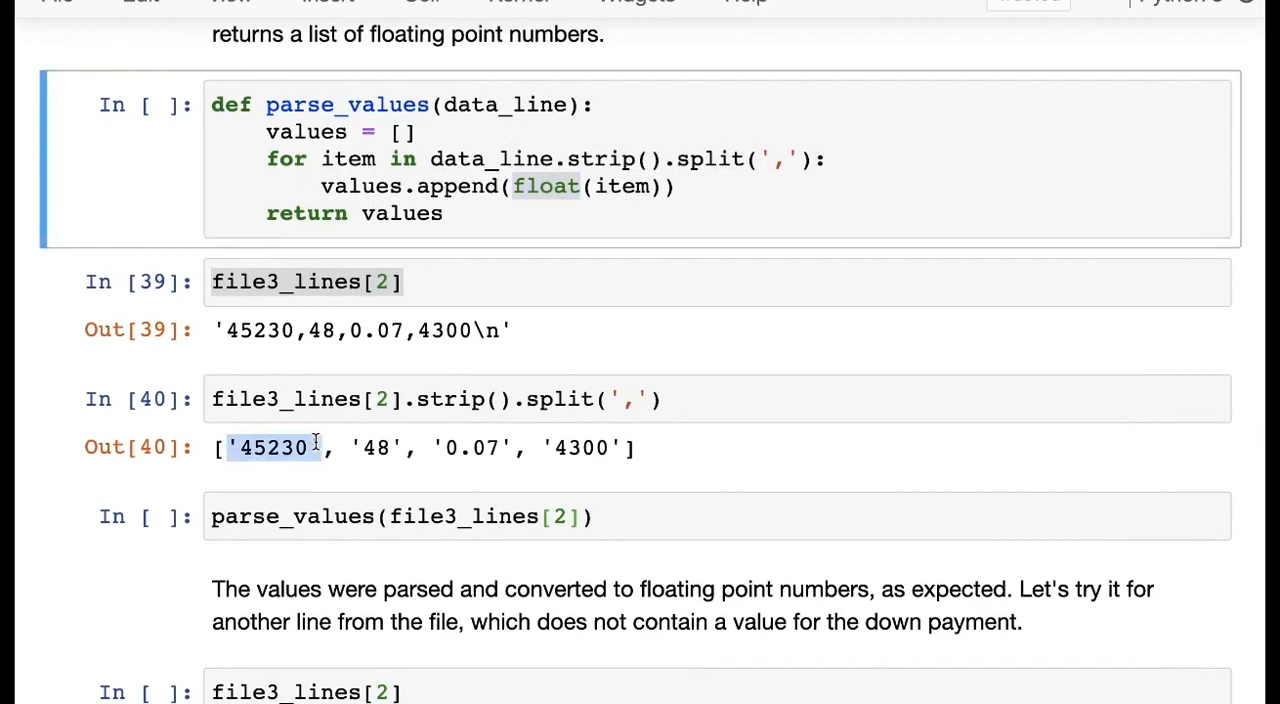 returns a list of floating point numbers.
In [ ]: def parse_values(data_line):
values = []
for item in data_line.strip().split(','):
values.append(float(item))
return values
In [39]: file3_lines[2]
Out[39]: '45230,48,0.07,4300\n'
In [40]: file3_lines[2].strip().split(',')
Out[40]: ['45230', '48', '0.07', '4300']
In [ ]: parse_values(file3_lines[2])
The values were parsed and converted to floating point numbers, as expected. Let's try it for
another line from the file, which does not contain a value for the down payment.
In [ ]: file3_lines[2]